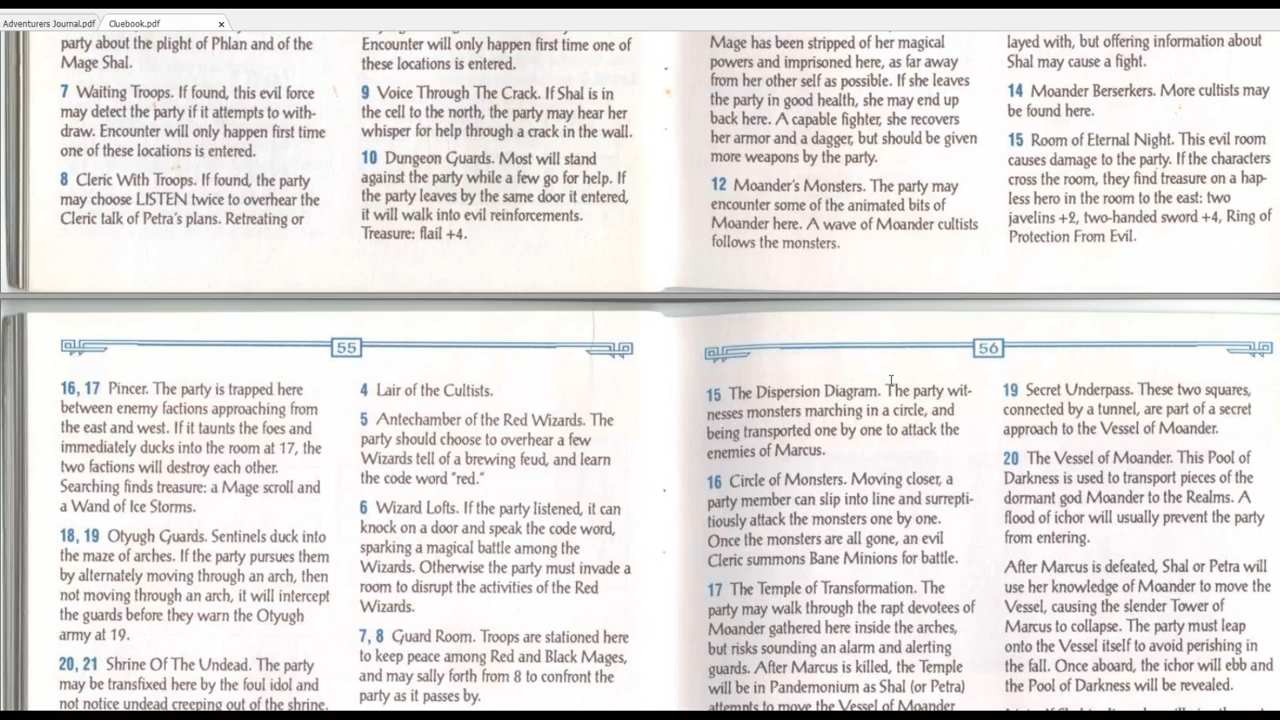 Adventurers Journal.pdf
Cluebook.pdf
x
party about the plight of Phlan and of the
Mage Shal.
7 Waiting Troops. If found, this evil force
may detect the party if it attempts to with-
draw. Encounter will only happen first time
one of these locations is entered.
8 Cleric With Troops. If found, the party
may choose LISTEN twice to overhear the
Cleric talk of Petra's plans. Retreating or
Encounter will only happen first time one of
these locations is entered.
9 Voice Through The Crack. If Shal is in
the cell to the north, the party may hear her
whisper for help through a crack in the wall.
10 Dungeon Guards. Most will stand
against the party while a few go for help. If
the party leaves by the same door it entered,
it will walk into evil reinforcements.
Treasure: flail +4.
Mage has been stripped of her magical
powers and imprisoned here, as far away
from her other self as possible. If she leaves
the party in good health, she may end up
back here. A capable fighter, she recovers
her armor and a dagger, but should be given
more weapons by the party.
12 Moander's Monsters. The party may
encounter some of the animated bits of
Moander here. A wave of Moander cultists
follows the monsters.
layed with, but offering information about
Shal may cause a fight.
14 Moander Berserkers. More cultists may
be found here.
15 Room of Eternal Night. This evil room
causes damage to the party. If the characters
cross the room, they find treasure on a hap-
less hero in the room to the east: two
javelins +2, two-handed sword +4, Ring of
Protection From Evil.
55
16, 17 Pincer. The party is trapped here
between enemy factions approaching from
the east and west. If it taunts the foes and
immediately ducks into the room at 17, the
two factions will destroy each other.
Searching finds treasure: a Mage scroll and
a Wand of Ice Storms.
18, 19 Otyugh Guards. Sentinels duck into
the maze of arches. If the party pursues them
by alternately moving through an arch, then
not moving through an arch, it will intercept
the guards before they warn the Otyugh
army at 19.
20, 21 Shrine Of The Undead. The party
may be transfixed here by the foul idol and
not notice undead creeping out of the shrine.
4 Lair of the Cultists.
5 Antechamber of the Red Wizards. The
party should choose to overhear a few
Wizards tell of a brewing feud, and learn
the code word "red."
6 Wizard Lofts. If the party listened, it can
knock on a door and speak the code word,
sparking a magical battle among the
Wizards. Otherwise the party must invade a
room to disrupt the activities of the Red
Wizards.
7, 8 Guard Room. Troops are stationed here
to keep peace among Red and Black Mages,
and may sally forth from 8 to confront the
party as it passes by.
56
15 The Dispersion Diagram. The party wit-
nesses monsters marching in a circle, and
being transported one by one to attack the
enemies of Marcus.
16 Circle of Monsters. Moving closer, a
party member can slip into line and surrepti-
tiously attack the monsters one by one.
Once the monsters are all gone, an evil
Cleric summons Bane Minions for battle.
17 The Temple of Transformation. The
party may walk through the rapt devotees of
Moander gathered here inside the arches,
but risks sounding an alarm and alerting
guards. After Marcus is killed, the Temple
will be in Pandemonium as Shal (or Petra)
attempts to move the Vessel of Moander
19 Secret Underpass. These two squares,
connected by a tunnel, are part of a secret
approach to the Vessel of Moander.
20 The Vessel of Moander. This Pool of
Darkness is used to transport pieces of the
dormant god Moander to the Realms. A
flood of ichor will usually prevent the party
from entering.
After Marcus is defeated, Shal or Petra will
use her knowledge of Moander to move the
Vessel, causing the slender Tower of
Marcus to collapse. The party must leap
onto the Vessel itself to avoid perishing in
the fall. Once aboard, the ichor will ebb and
the Pool of Darkness will be revealed.